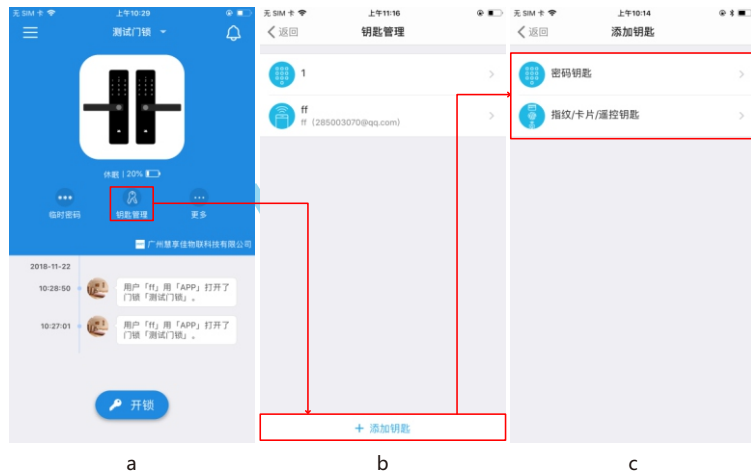 无 SIM 卡
上午10:29
测试门锁
休眠 | 20%
临时密码
钥匙管理
更多
广州慧享佳物联科技有限公司
2018-11-22
10:28:50
用户「ff」用「APP」打开了
门锁「测试门锁」。
10:27:01
用户「ff」用「APP」打开了
门锁「测试门锁」。
开锁
a
无 SIM 卡
上午11:16
返回
钥匙管理
1
ff
ff（285003070@qq.com）
+ 添加钥匙
b
无 SIM 卡
上午10:14
返回
添加钥匙
密码钥匙
指纹/卡片/遥控钥匙
c